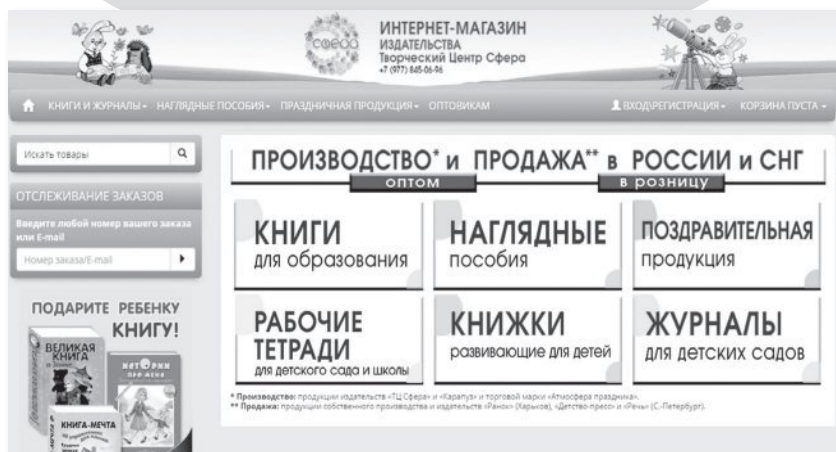 СФЕРА
ИНТЕРНЕТ-МАГАЗИН
ИЗДАТЕЛЬСТВА
Творческий Центр Сфера
+7 (977) 845-06-96
КНИГИ И ЖУРНАЛЫ
НАГЛЯДНЫЕ ПОСОБИЯ
ПРАЗДНИЧНАЯ ПРОДУКЦИЯ
ОПТОВИКАМ
ВХОД\РЕГИСТРАЦИЯ
КОРЗИНА ПУСТА
Искать товары
ОТСЛЕЖИВАНИЕ ЗАКАЗОВ
Введите любой номер вашего заказа
или E-mail
Номер заказа/E-mail
ПОДАРИТЕ РЕБЕНКУ
КНИГУ!
ВЕЛИКАЯ
КНИГА
КНИГА-МЕЧТА
ПРОИЗВОДСТВО* и ПРОДАЖА** в РОССИИ и СНГ
оптом
в розницу
КНИГИ
для образования
НАГЛЯДНЫЕ
пособия
ПОЗДРАВИТЕЛЬНАЯ
продукция
РАБОЧИЕ
ТЕТРАДИ
для детского сада и школы
КНИЖКИ
развивающие для детей
ЖУРНАЛЫ
для детских садов
* Производство: продукции издательств «ТЦ Сфера» и «Карапуз» и торговой марки «Атмосфера праздника».
** Продажа: продукции собственного производства и издательств «Ранок» (Харьков), «Детство-пресс» и «Речь» (С.-Петербург).